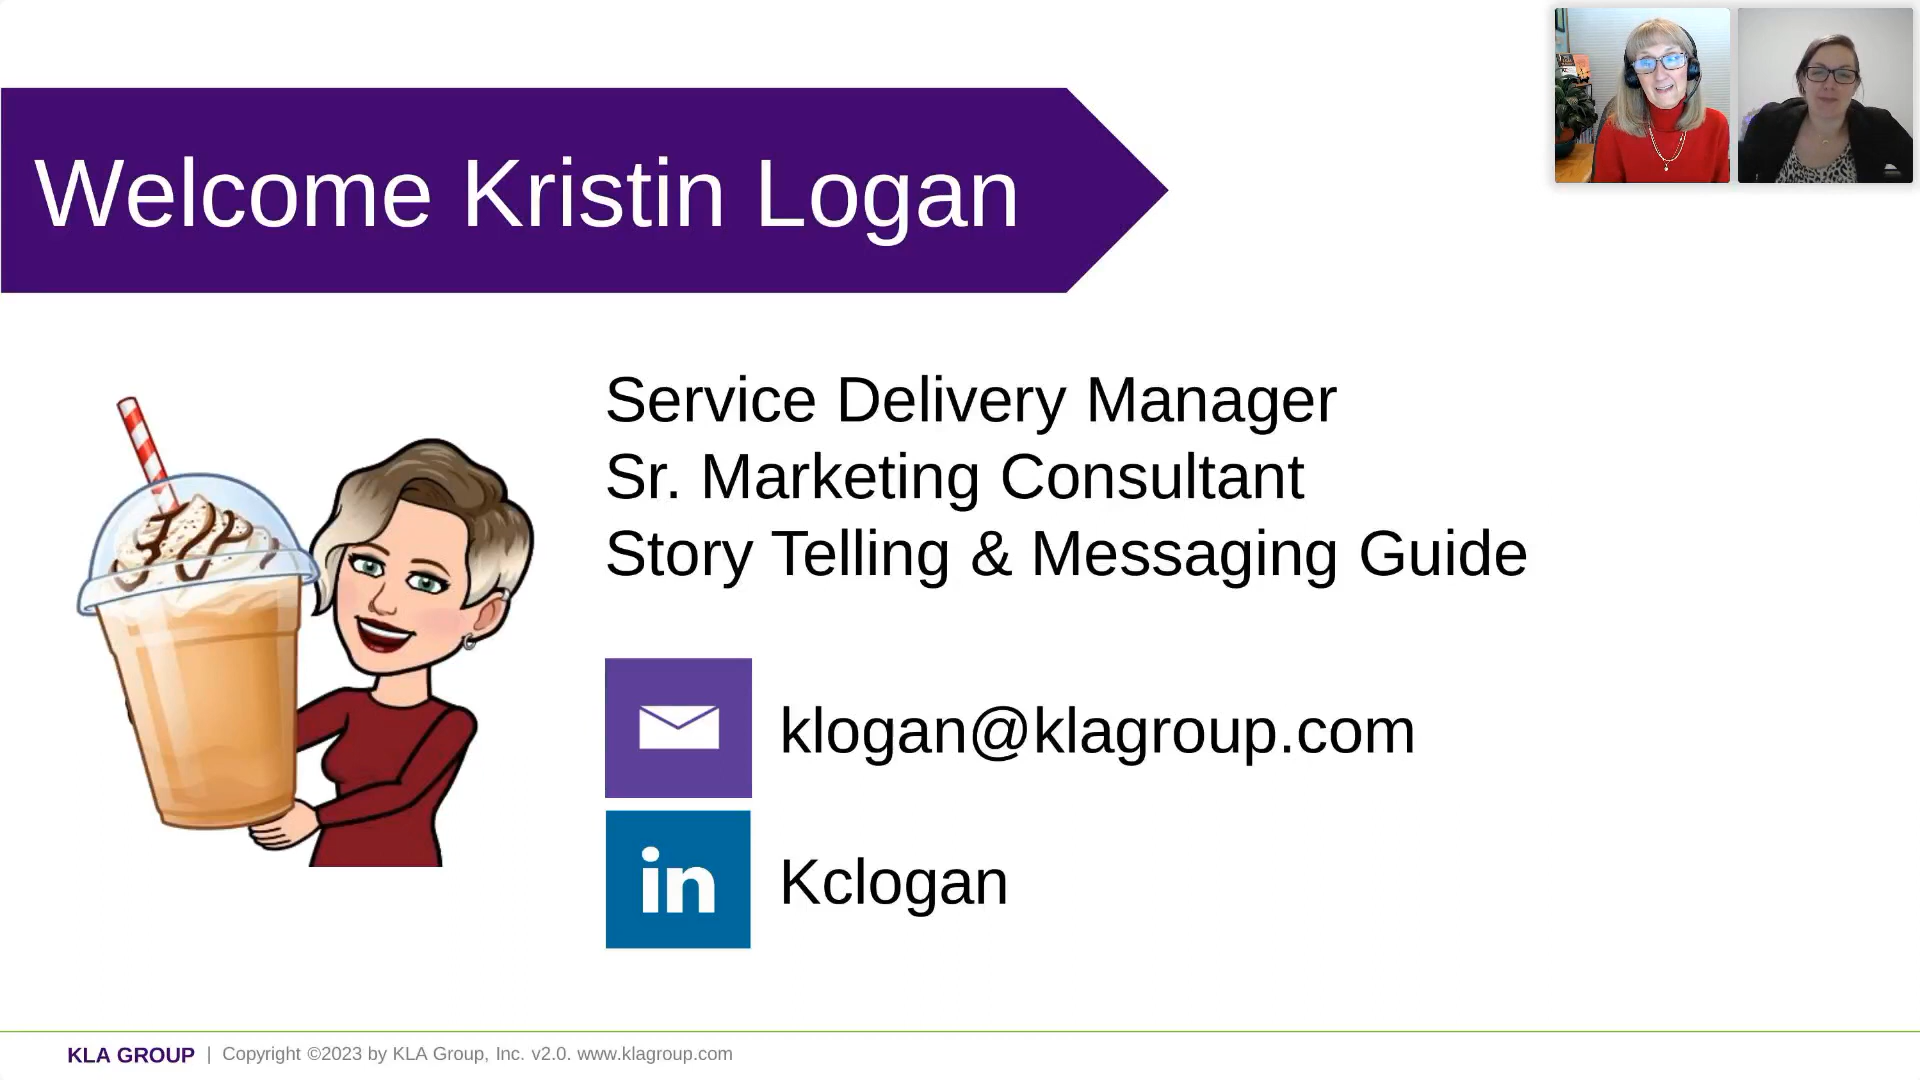 Welcome Kristin Logan
Service Delivery Manager
Sr. Marketing Consultant
Story Telling & Messaging Guide
klogan@klagroup.com
in
Kclogan
KLA GROUP | Copyright ©2023 by KLA Group, Inc. v2.0. www.klagroup.com